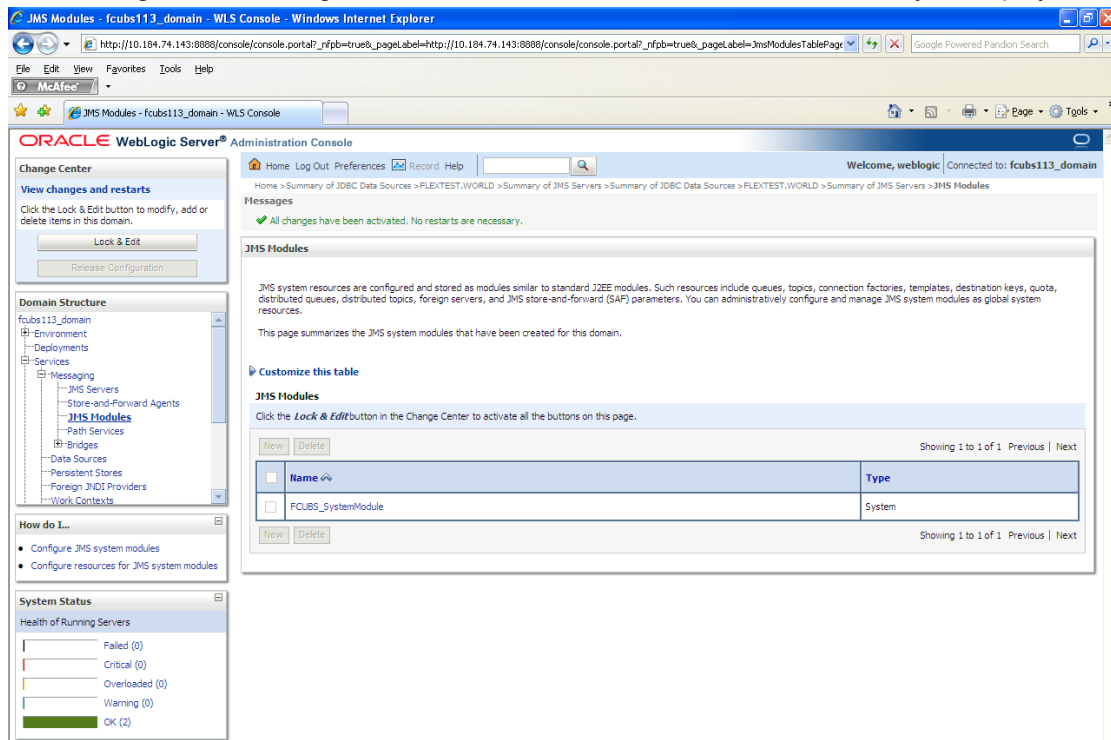 JMS Modules - fcubs113_domain - WLS Console - Windows Internet Explorer
http://10.184.74.143:8888/console/console.portal?_nfpb=true&_pageLabel=http://10.184.74.143:8888/console/console.portal?_nfpb=true&_pageLabel=JmsModulesTablePage
Google Powered Pandion Search
File Edit View Favorites Tools Help
McAfee
JMS Modules - fcubs113_domain - WLS Console
Page Tools
ORACLE WebLogic Server® Administration Console
Change Center
View changes and restarts
Click the Lock & Edit button to modify, add or
delete items in this domain.
Lock & Edit
Release Configuration
Domain Structure
fcubs113_domain
Environment
Deployments
Services
Messaging
JMS Servers
Store-and-Forward Agents
JMS Modules
Path Services
Bridges
Data Sources
Persistent Stores
Foreign JNDI Providers
Work Contexts
How do I...
Configure JMS system modules
Configure resources for JMS system modules
System Status
Health of Running Servers
Failed (0)
Critical (0)
Overloaded (0)
Warning (0)
OK (2)
Home Log Out Preferences Record Help
Welcome, weblogic Connected to: fcubs113_domain
Home >Summary of JDBC Data Sources >FLEXTEST.WORLD >Summary of JMS Servers >Summary of JDBC Data Sources >FLEXTEST.WORLD >Summary of JMS Servers >JMS Modules
Messages
All changes have been activated. No restarts are necessary.
JMS Modules
JMS system resources are configured and stored as modules similar to standard J2EE modules. Such resources include queues, topics, connection factories, templates, destination keys, quota,
distributed queues, distributed topics, foreign servers, and JMS store-and-forward (SAF) parameters. You can administratively configure and manage JMS system modules as global system
resources.
This page summarizes the JMS system modules that have been created for this domain.
Customize this table
JMS Modules
Click the Lock & Edit button in the Change Center to activate all the buttons on this page.
New Delete
Showing 1 to 1 of 1 Previous | Next
Name Type
FCUBS_SystemModule System
New Delete
Showing 1 to 1 of 1 Previous | Next